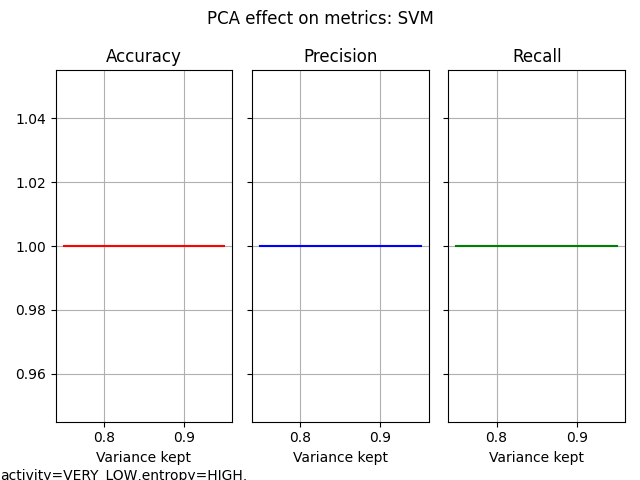 PCA effect on metrics: SVM
Accuracy Precision Recall
1.04
1.02
1.00
0.98
0.96
0.8 0.9 0.8 0.9 0.8 0.9
Variance kept Variance kept Variance kept
activity=VERY_LOW,entropy=HIGH,